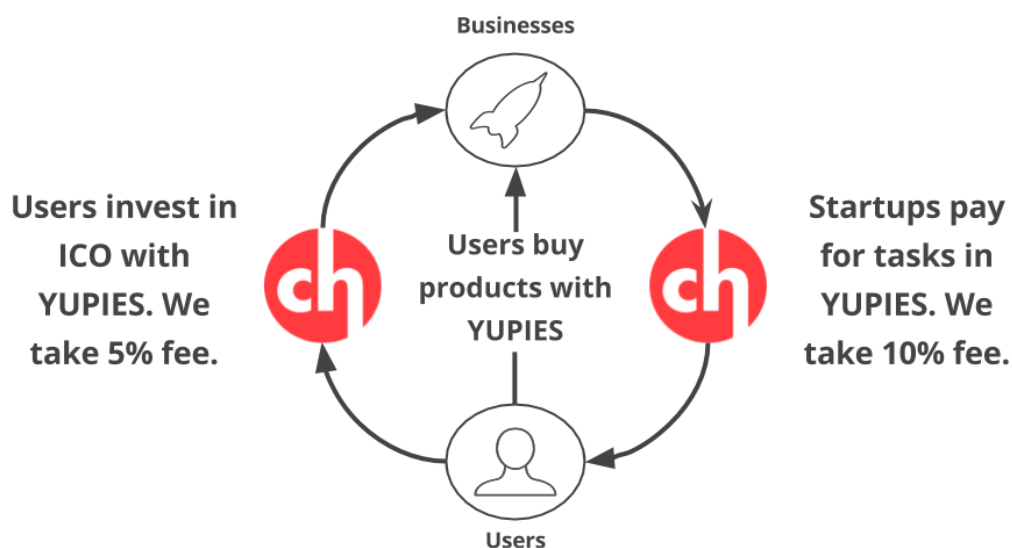 Businesses
Users invest in
ICO with
YUPIES. We
take 5% fee.
ch
Users buy
products with
YUPIES
ch
Startups pay
for tasks in
YUPIES. We
take 10% fee.
Users